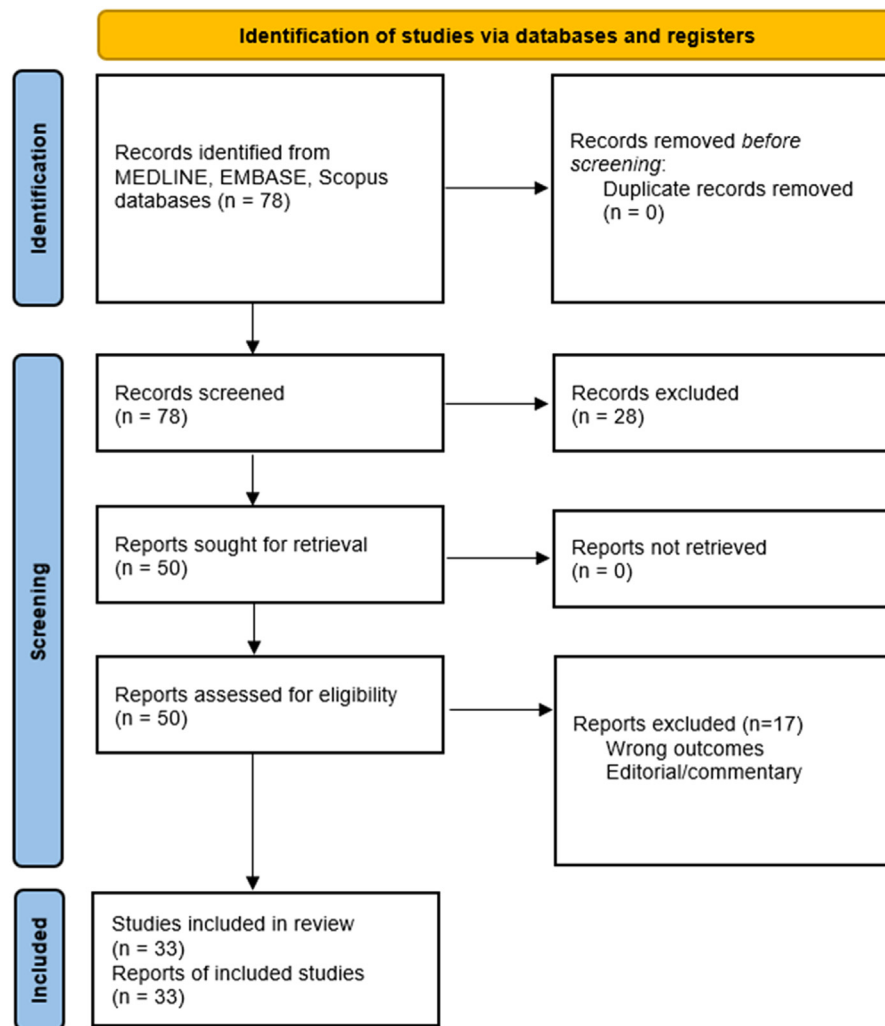 Identification of studies via databases and registers
Identification
Records identified from
MEDLINE, EMBASE, Scopus
databases (n = 78)
Records removed before
screening:
Duplicate records removed
(n = 0)
Screening
Records screened
(n = 78)
Records excluded
(n = 28)
Reports sought for retrieval
(n = 50)
Reports not retrieved
(n = 0)
Reports assessed for eligibility
(n = 50)
Reports excluded (n=17)
Wrong outcomes
Editorial/commentary
Included
Studies included in review
(n = 33)
Reports of included studies
(n = 33)